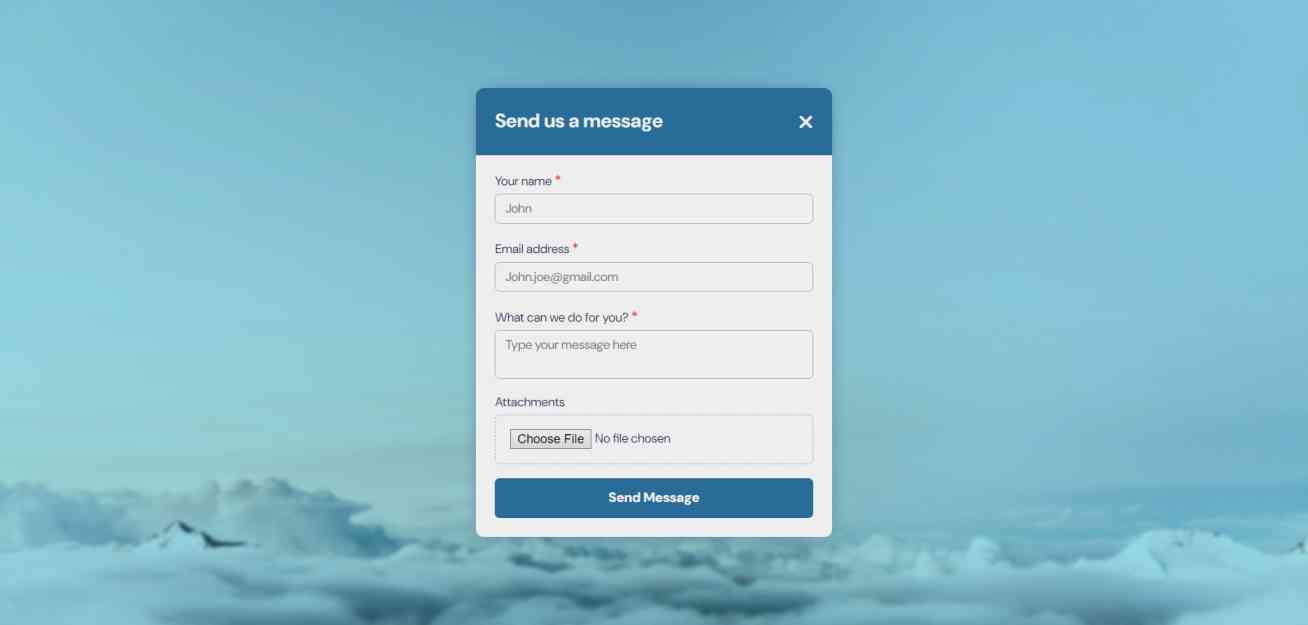 Send us a message
Your name *
John
Email address *
John.joe@gmail.com
What can we do for you? *
Type your message here
Attachments
Choose File No file chosen
Send Message